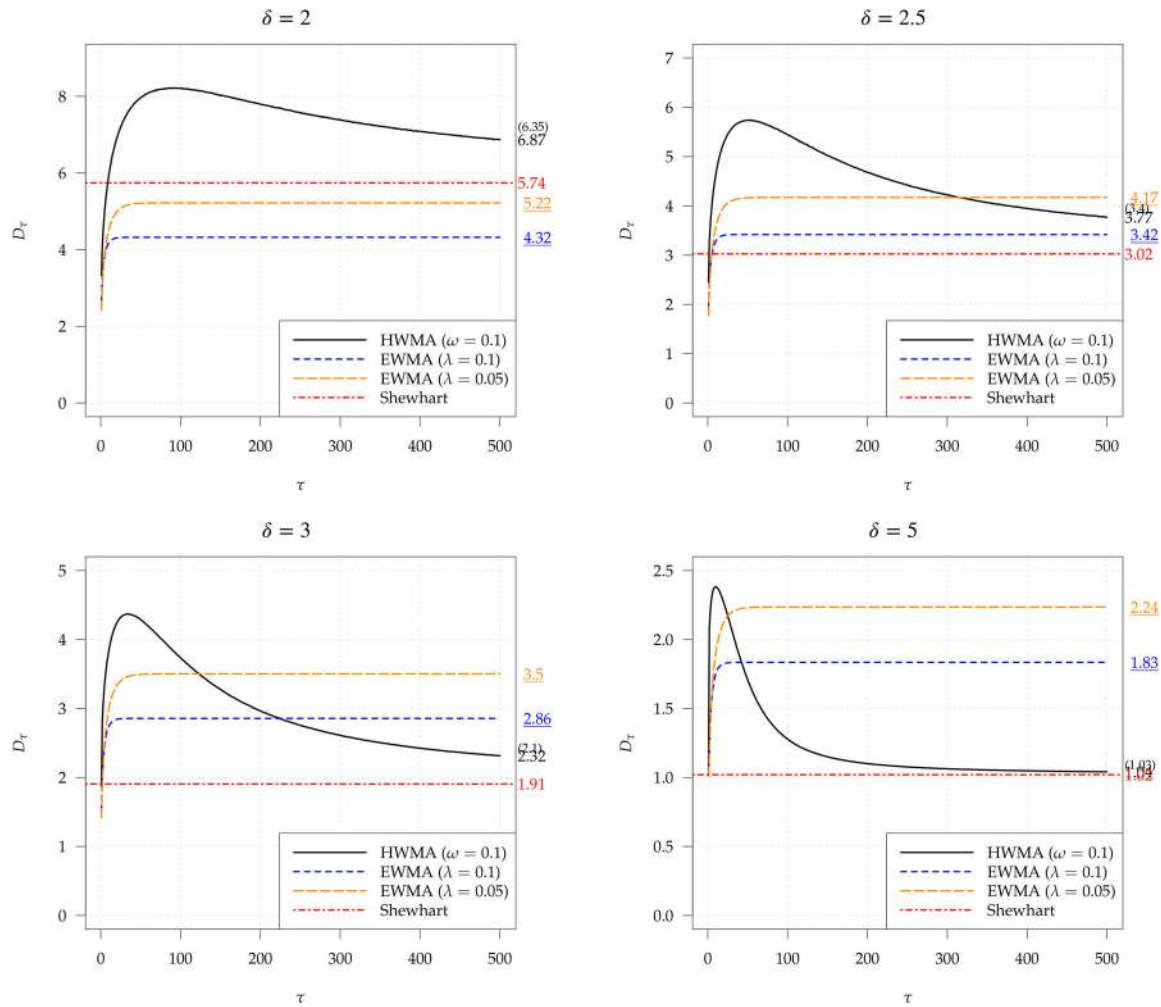 δ = 2
8
6
4
2
0
D_τ
(6.35)
6.87
5.74
5.22
4.32
HWMA (ω = 0.1)
EWMA (λ = 0.1)
EWMA (λ = 0.05)
Shewhart
0 100 200 300 400 500
τ
δ = 2.5
7
6
5
4
3
2
1
0
D_τ
4.17
(3.4)
3.77
3.42
3.02
HWMA (ω = 0.1)
EWMA (λ = 0.1)
EWMA (λ = 0.05)
Shewhart
0 100 200 300 400 500
τ
δ = 3
5
4
3
2
1
0
D_τ
3.5
2.86
(2.1)
2.32
1.91
HWMA (ω = 0.1)
EWMA (λ = 0.1)
EWMA (λ = 0.05)
Shewhart
0 100 200 300 400 500
τ
δ = 5
2.5
2.0
1.5
1.0
0.5
0.0
D_τ
2.24
1.83
(1.03)
1.02
HWMA (ω = 0.1)
EWMA (λ = 0.1)
EWMA (λ = 0.05)
Shewhart
0 100 200 300 400 500
τ